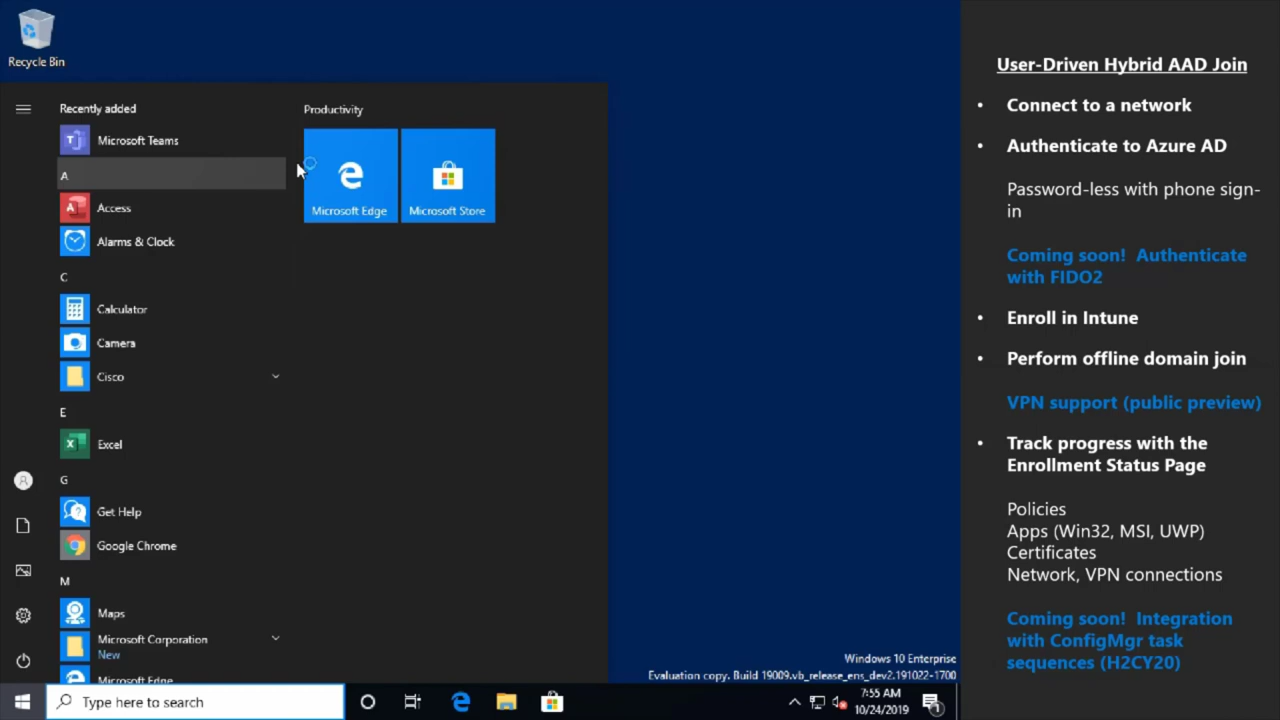 Recycle Bin
Recently added
Microsoft Teams
A
Access
Alarms & Clock
C
Calculator
Camera
Cisco
E
Excel
G
Get Help
Google Chrome
M
Maps
Microsoft Corporation
New
Microsoft Edge
Productivity
Microsoft Edge
Microsoft Store
Windows 10 Enterprise
Evaluation copy. Build 19009.vb_release_ens_dev2.191022-1700
Type here to search
7:55 AM
10/24/2019
1
User-Driven Hybrid AAD Join
• Connect to a network
• Authenticate to Azure AD
Password-less with phone sign-
in
Coming soon! Authenticate
with FIDO2
• Enroll in Intune
• Perform offline domain join
VPN support (public preview)
• Track progress with the
Enrollment Status Page
Policies
Apps (Win32, MSI, UWP)
Certificates
Network, VPN connections
Coming soon! Integration
with ConfigMgr task
sequences (H2CY20)